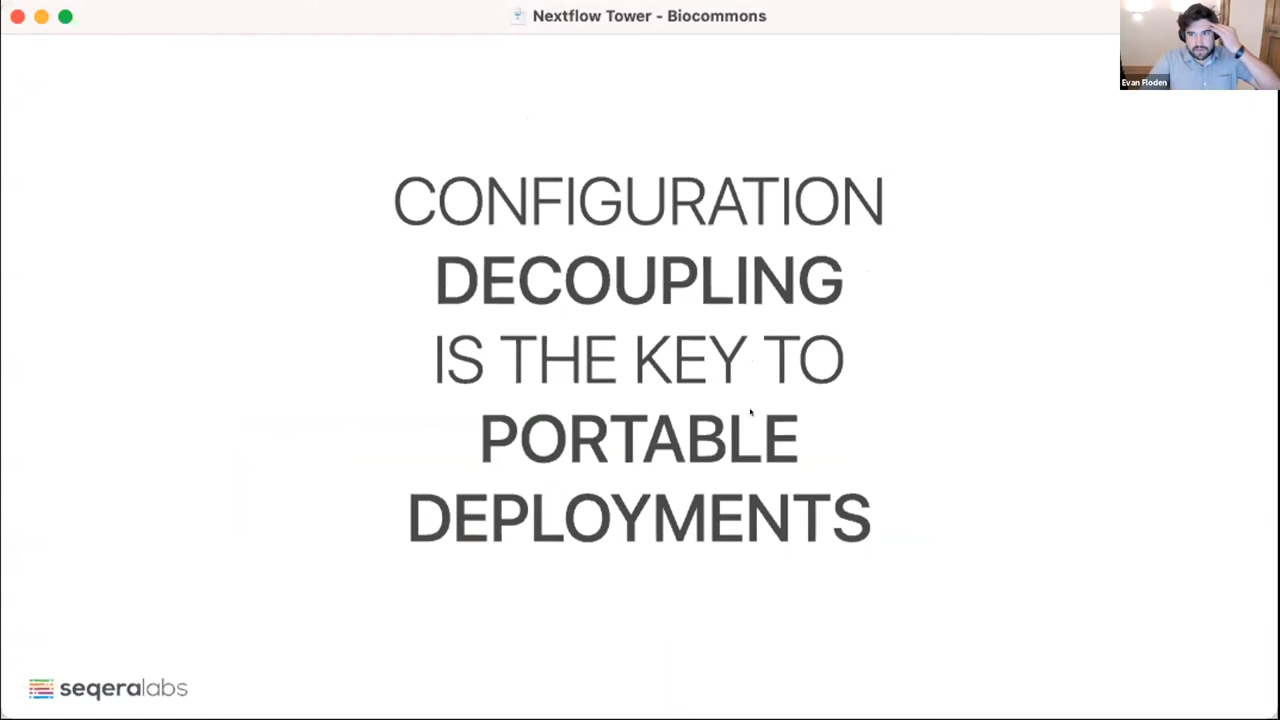 Nextflow Tower - Biocommons
Evan Floden
CONFIGURATION
DECOUPLING
IS THE KEY TO
PORTABLE
DEPLOYMENTS
seqeralabs